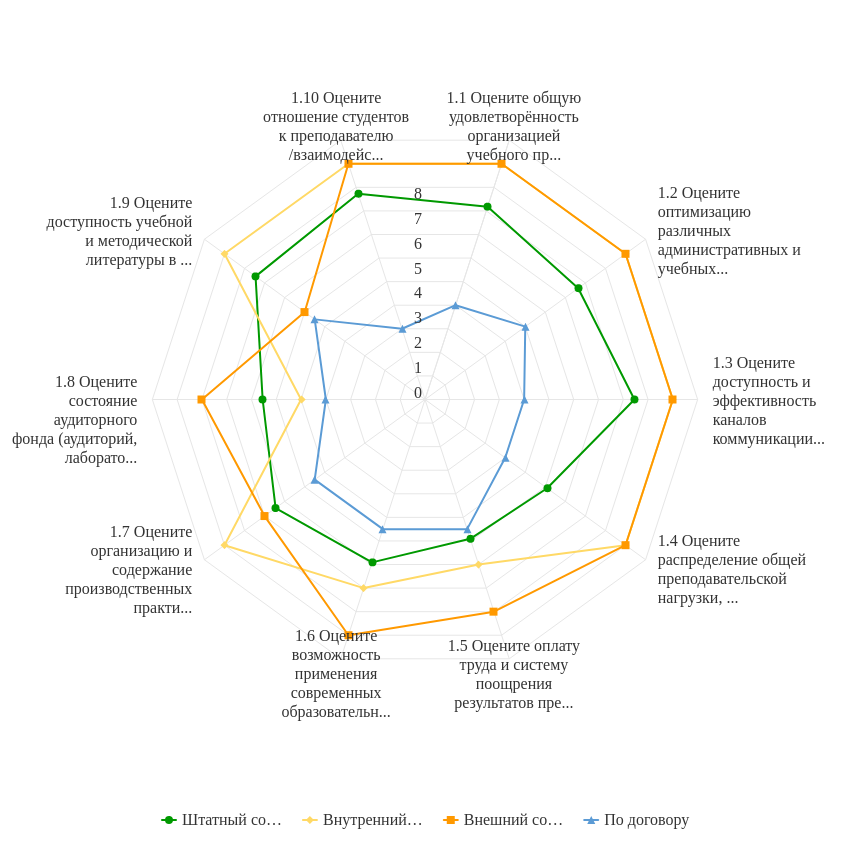 1.10 Оцените
отношение студентов
к преподавателю
/взаимодейс...
1.1 Оцените общую
удовлетворённость
организацией
учебного пр...
1.2 Оцените
оптимизацию
различных
административных и
учебных...
1.3 Оцените
доступность и
эффективность
каналов
коммуникации...
1.4 Оцените
распределение общей
преподавательской
нагрузки, ...
1.5 Оцените оплату
труда и систему
поощрения
результатов пре...
1.6 Оцените
возможность
применения
современных
образовательн...
1.7 Оцените
организацию и
содержание
производственных
практи...
1.8 Оцените
состояние
аудиторного
фонда (аудиторий,
лаборато...
1.9 Оцените
доступность учебной
и методической
литературы в ...
8
7
6
5
4
3
2
1
0
Штатный со…
Внутренний…
Внешний со…
По договору